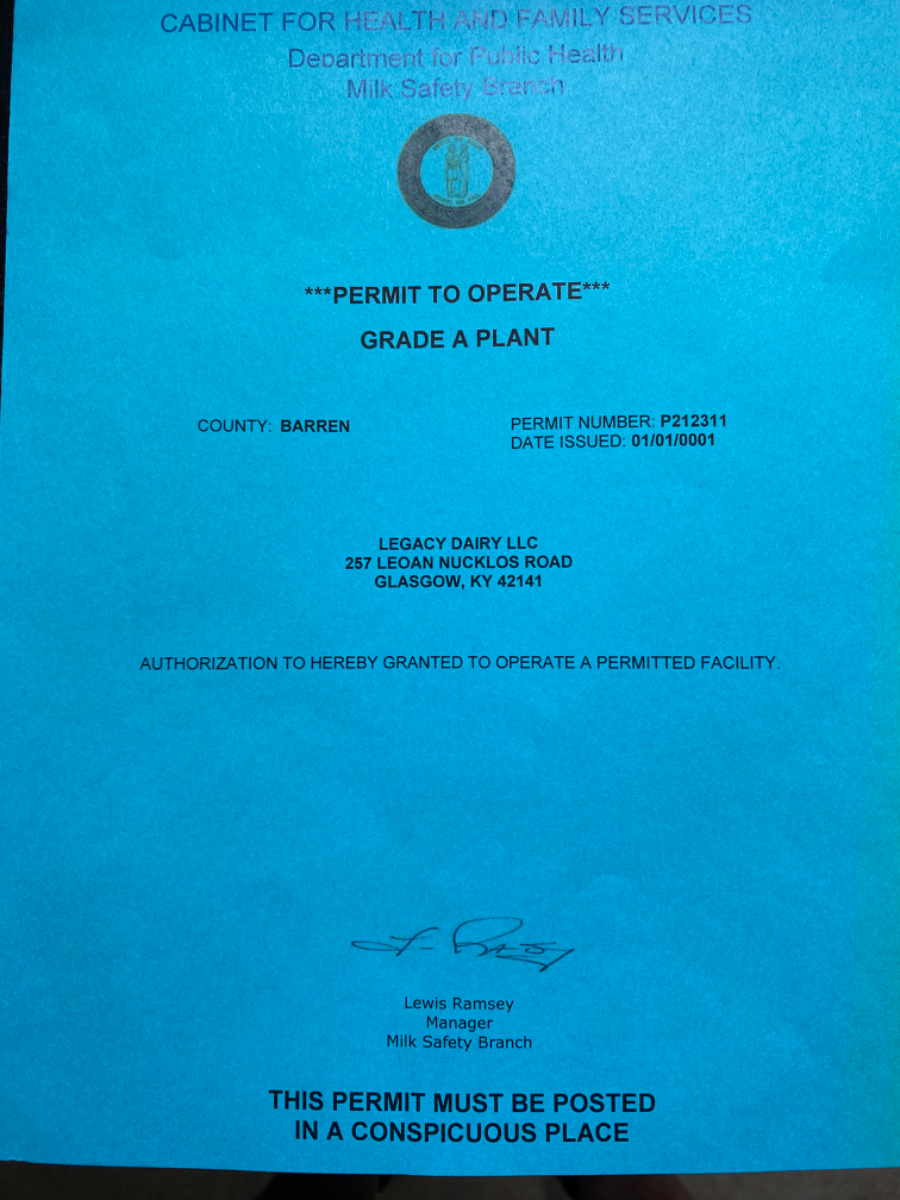 CABINET FOR HEALTH AND FAMILY SERVICES
Department for Public Health
Milk Safety Branch
***PERMIT TO OPERATE***
GRADE A PLANT
COUNTY: BARREN
PERMIT NUMBER: P212311
DATE ISSUED: 01/01/0001
LEGACY DAIRY LLC
257 LEOAN NUCKLOS ROAD
GLASGOW, KY 42141
AUTHORIZATION TO HEREBY GRANTED TO OPERATE A PERMITTED FACILITY.
Lewis Ramsey
Manager
Milk Safety Branch
THIS PERMIT MUST BE POSTED
IN A CONSPICUOUS PLACE